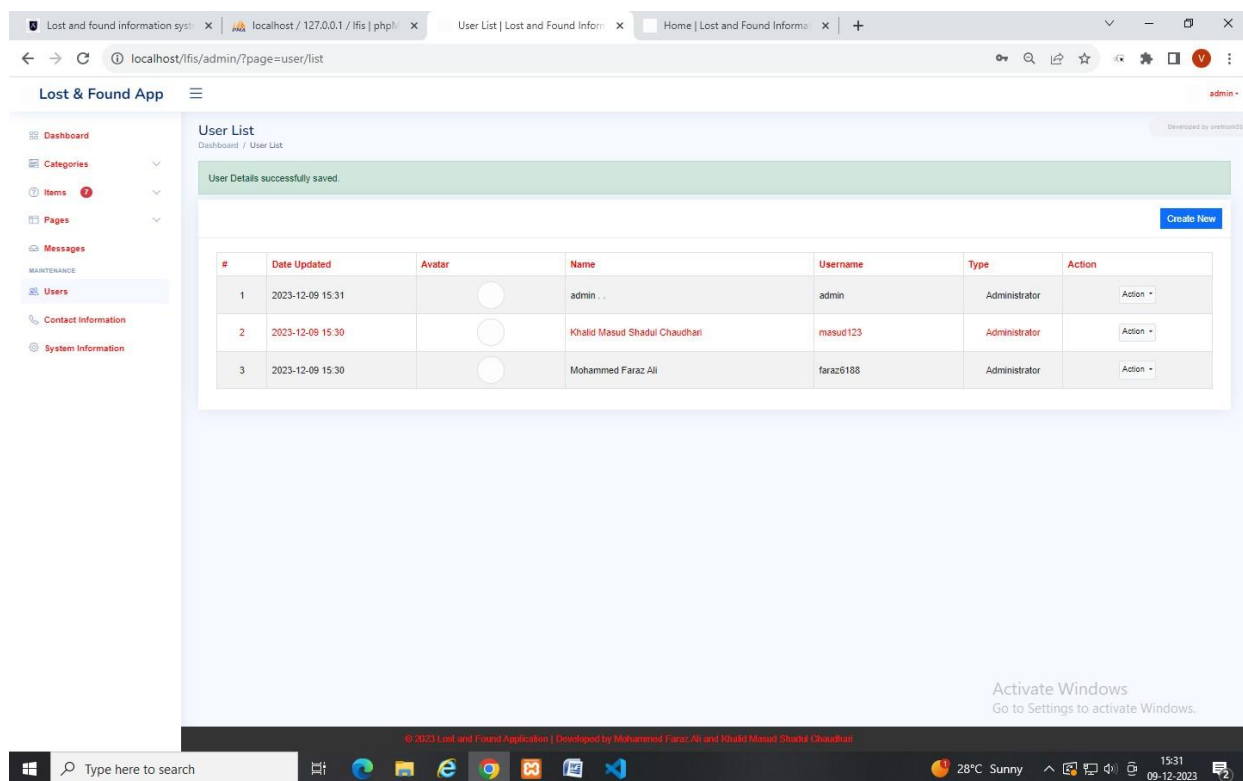 Lost and found information syst
localhost / 127.0.0.1 / lfis | phpM
User List | Lost and Found Inform
Home | Lost and Found Informa
localhost/lfis/admin/?page=user/list
V
Lost & Found App
admin
Dashboard
Categories
Items 7
Pages
Messages
MAINTENANCE
Users
Contact Information
System Information
User List
Dashboard / User List
Developed by oretnom23
User Details successfully saved.
Create New
# Date Updated Avatar Name Username Type Action
1 2023-12-09 15:31 admin . . admin Administrator Action
2 2023-12-09 15:30 Khalid Masud Shadul Chaudhari masud123 Administrator Action
3 2023-12-09 15:30 Mohammed Faraz Ali faraz6188 Administrator Action
Activate Windows
Go to Settings to activate Windows.
© 2023 Lost and Found Application | Developed by Mohammed Faraz Ali and Khalid Masud Shadul Chaudhari
Type here to search
28°C Sunny
15:31
09-12-2023
2